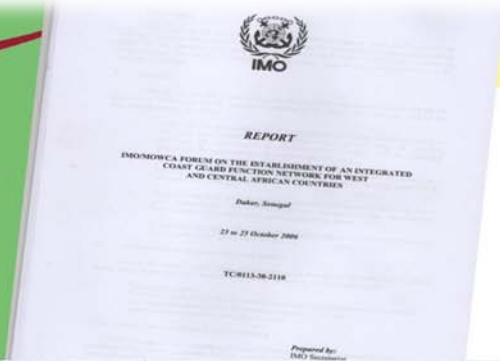 IMO
REPORT
IMO/MOWCA FORUM ON THE ESTABLISHMENT OF AN INTEGRATED
COAST GUARD FUNCTION NETWORK FOR WEST
AND CENTRAL AFRICAN COUNTRIES
Dakar, Senegal
23 to 25 October 2006
TC/0113-30-2110
Prepared by:
IMO Secretariat